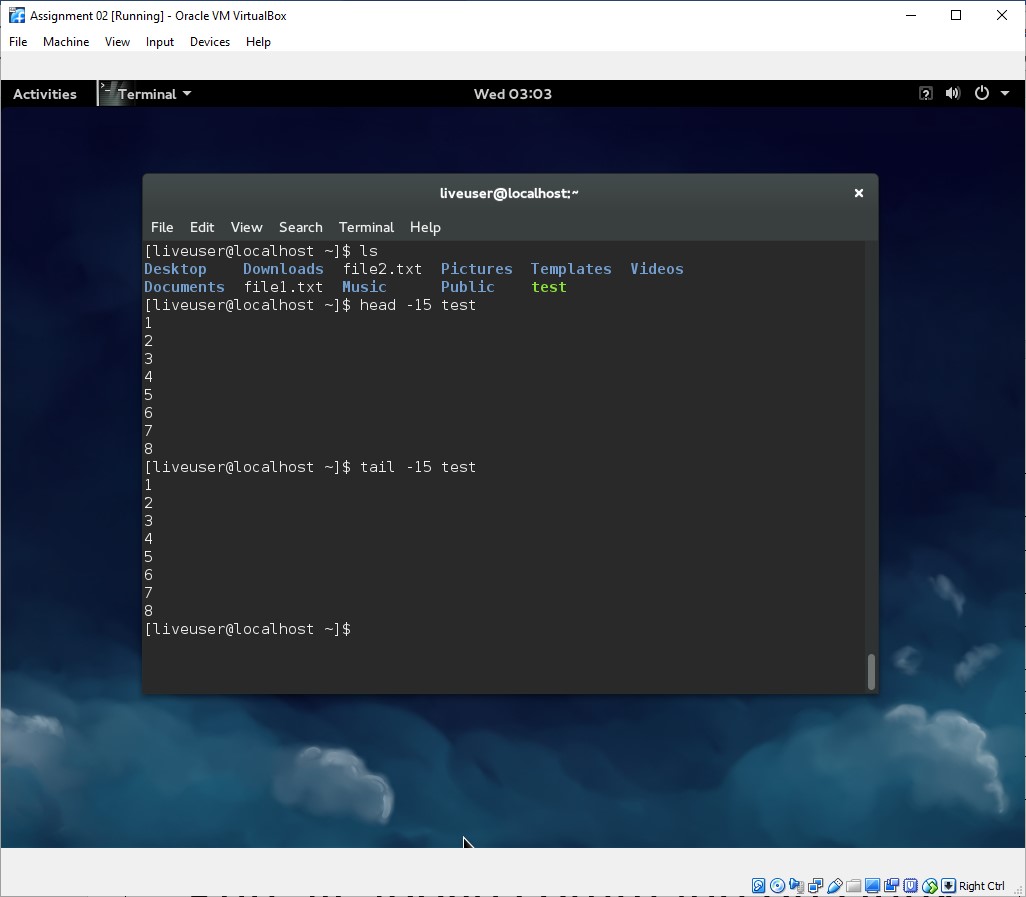 Assignment 02 [Running] - Oracle VM VirtualBox
File Machine View Input Devices Help
Activities Terminal Wed 03:03
liveuser@localhost:~
File Edit View Search Terminal Help
[liveuser@localhost ~]$ ls
Desktop Downloads file2.txt Pictures Templates Videos
Documents file1.txt Music Public test
[liveuser@localhost ~]$ head -15 test
1
2
3
4
5
6
7
8
[liveuser@localhost ~]$ tail -15 test
1
2
3
4
5
6
7
8
[liveuser@localhost ~]$
Right Ctrl